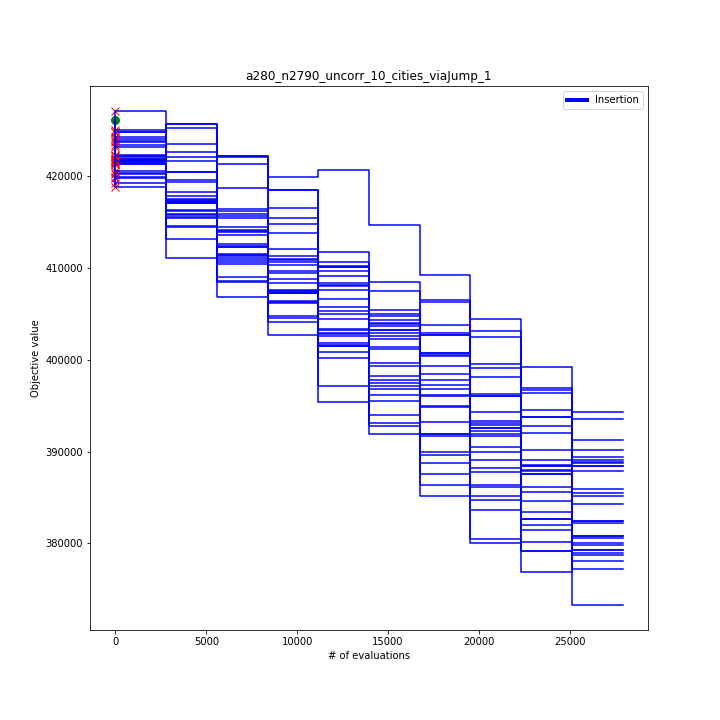 a280_n2790_uncorr_10_cities_viaJump_1
Insertion
Objective value
420000
410000
400000
390000
380000
0 5000 10000 15000 20000 25000
# of evaluations